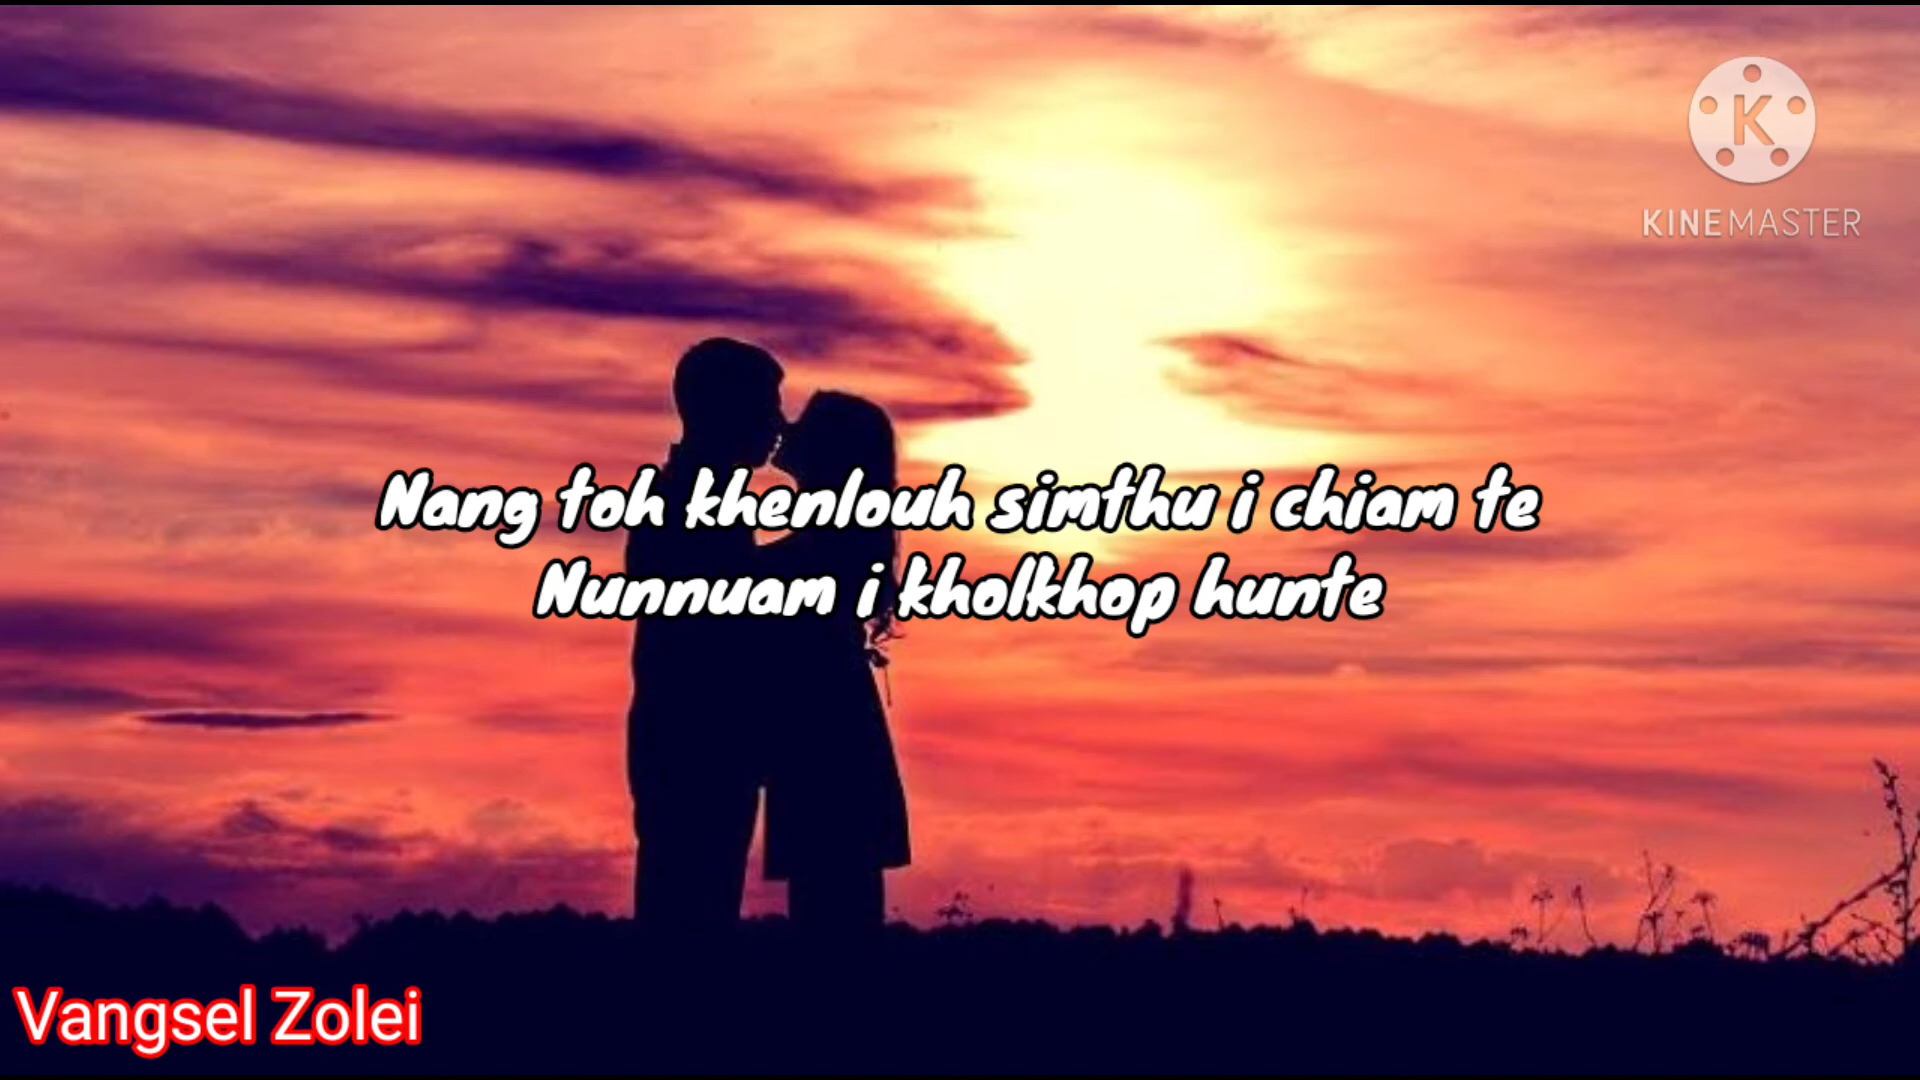 K
KINEMASTER
Nang toh khenlouh simthu i chiam te
Nunnuam i kholkhop hunte
Vangsel Zolei